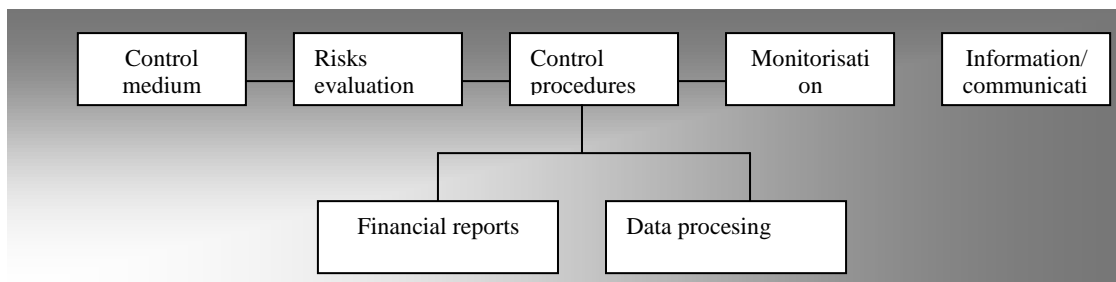 Control
medium
Risks
evaluation
Control
procedures
Monitorisati
on
Information/
communicati
Financial reports
Data procesing